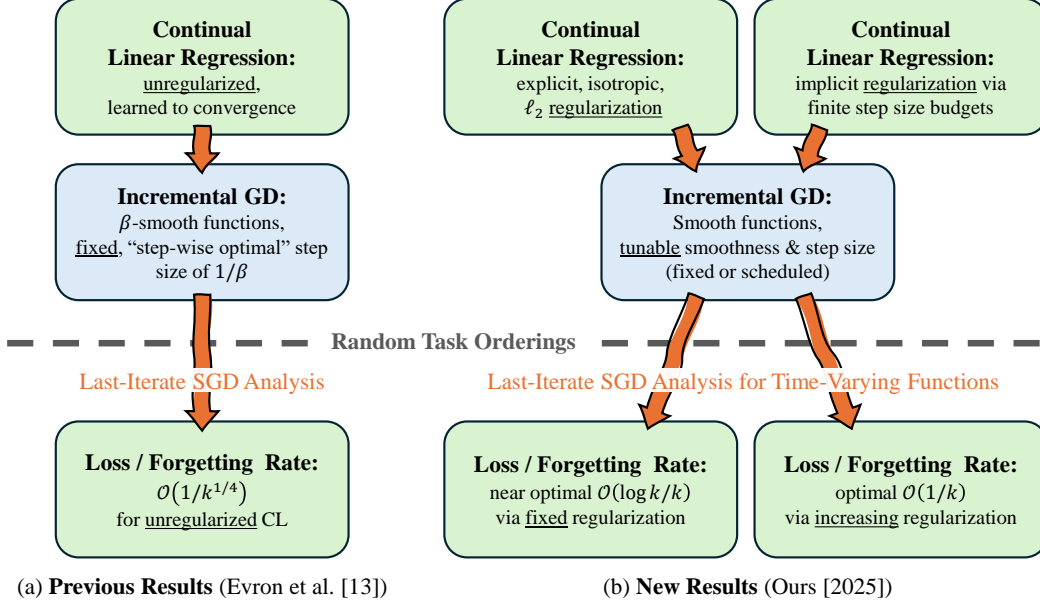 Continual
Linear Regression:
unregularized,
learned to convergence
Incremental GD:
β-smooth functions,
fixed, “step-wise optimal” step
size of 1/β
Continual
Linear Regression:
explicit, isotropic,
ℓ₂ regularization
Continual
Linear Regression:
implicit regularization via
finite step size budgets
Incremental GD:
Smooth functions,
tunable smoothness & step size
(fixed or scheduled)
Random Task Orderings
Last-Iterate SGD Analysis
Last-Iterate SGD Analysis for Time-Varying Functions
Loss / Forgetting Rate:
𝒪(1/k^{1/4})
for unregularized CL
Loss / Forgetting Rate:
near optimal 𝒪(log k/k)
via fixed regularization
Loss / Forgetting Rate:
optimal 𝒪(1/k)
via increasing regularization
(a) Previous Results (Evron et al. [13])
(b) New Results (Ours [2025])